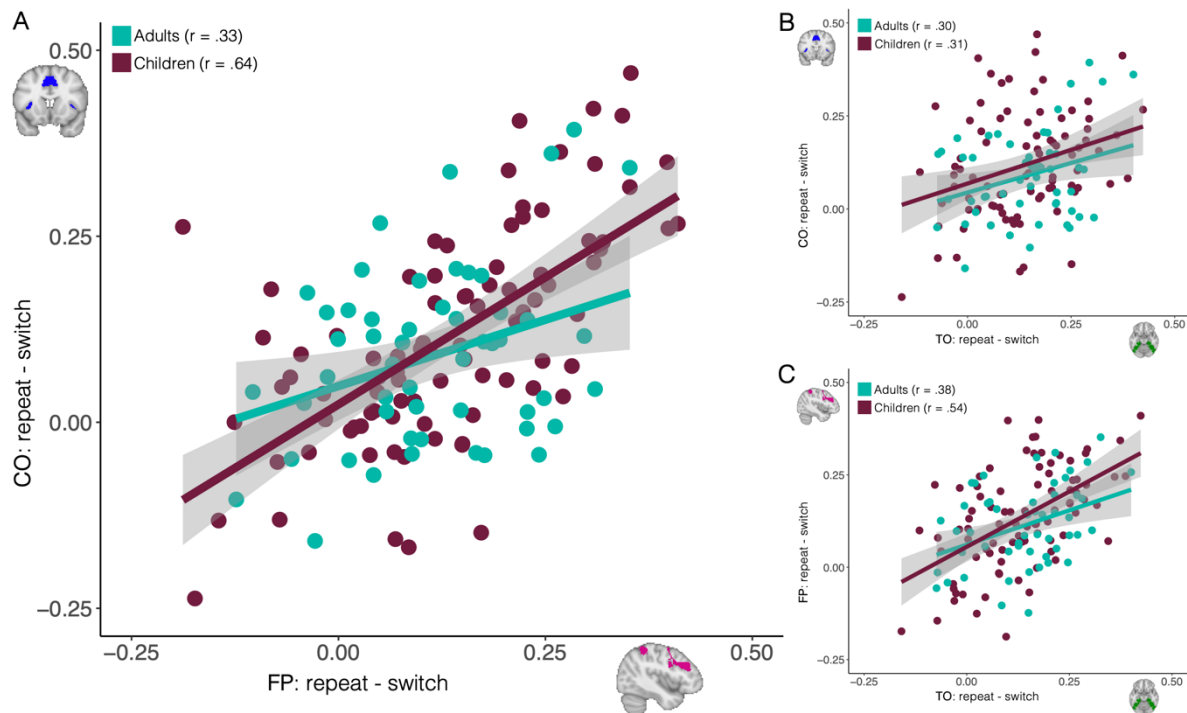 A
Adults (r = .33)
Children (r = .64)
0.50
0.25
0.00
−0.25
CO: repeat - switch
−0.25
0.00
0.25
0.50
FP: repeat - switch
B
Adults (r = .30)
Children (r = .31)
0.50
0.25
0.00
−0.25
CO: repeat - switch
−0.25
0.00
0.25
0.50
TO: repeat - switch
C
Adults (r = .38)
Children (r = .54)
0.50
0.25
0.00
−0.25
FP: repeat - switch
−0.25
0.00
0.25
0.50
TO: repeat - switch